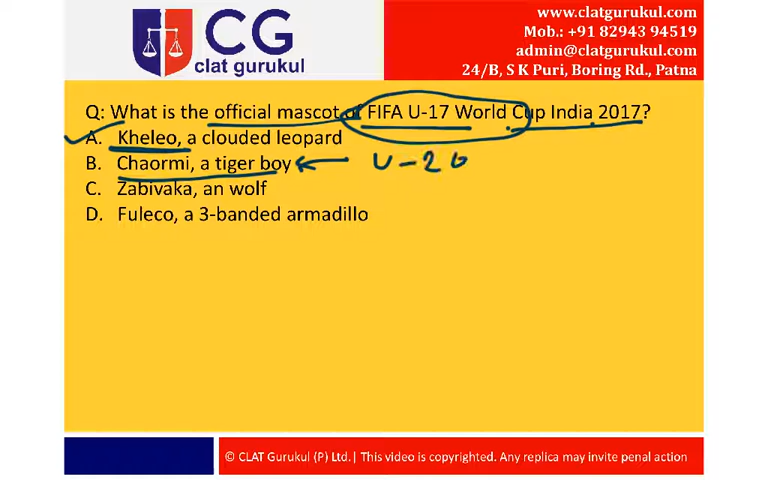 CG
clat gurukul
www.clatgurukul.com
Mob.: +91 82943 94519
admin@clatgurukul.com
24/B, S K Puri, Boring Rd., Patna
Q: What is the official mascot of FIFA U-17 World Cup India 2017?
A. Kheleo, a clouded leopard
B. Chaormi, a tiger boy
U-20
C. Zabivaka, an wolf
D. Fuleco, a 3-banded armadillo
© CLAT Gurukul (P) Ltd.| This video is copyrighted. Any replica may invite penal action